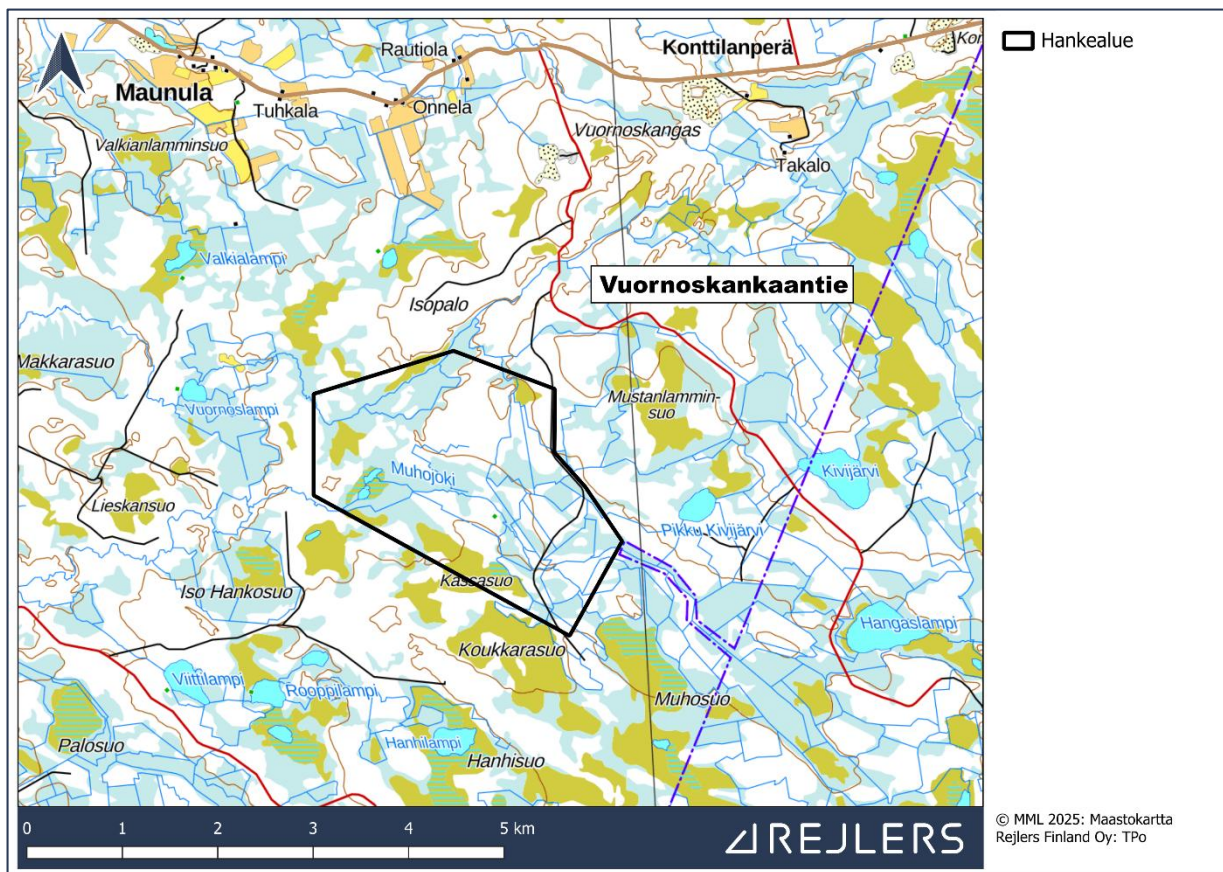 Hankealue
Rautiola
Konttilanperä
Kor
Maunula
Tuhkala
Onnela
Vuornoskangas
Valkianlamminsuo
Takalo
Valkialampi
Vuornoskankaantie
Isopalo
Makkarasuo
Vuornoslampi
Mustanlammin-
suo
Muhojoki
Kivijärvi
Lieskansuo
Pikku Kivijärvi
Kassasuo
Iso Hankosuo
Hangaslampi
Koukkarasuo
Viittilampi
Rooppilampi
Muhosuo
Palosuo
Hanhilampi
Hanhisuo
0 1 2 3 4 5 km
REJLERS
© MML 2025: Maastokartta
Rejlers Finland Oy: TPo